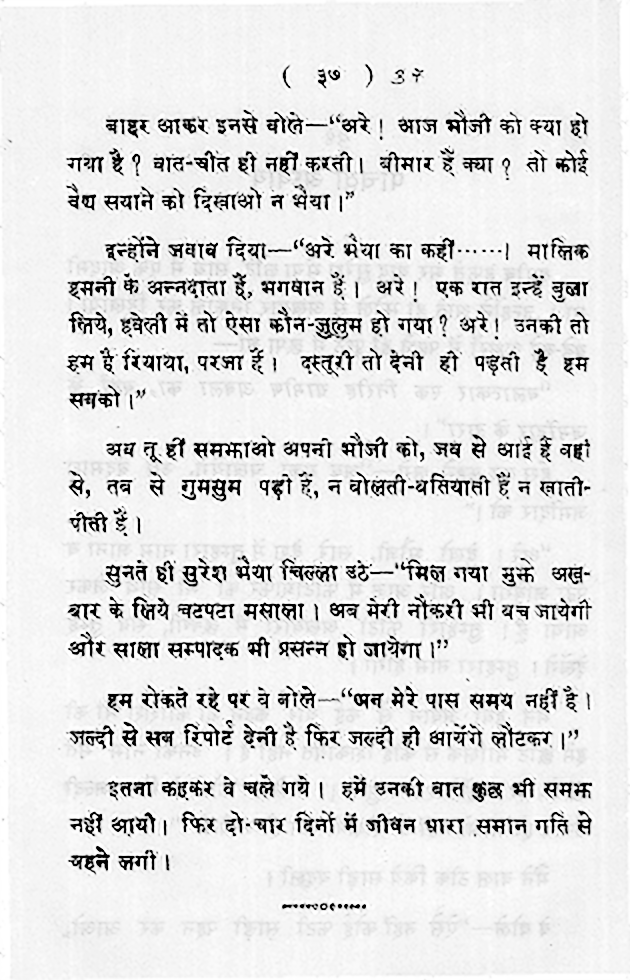 ( ३७ ) 37
बाहर आकर इनसे बोले—“अरे ! आज भौजी को क्या हो
गया है ? बात-चीत ही नहीं करती। बीमार हैं क्या ? तो कोई
वैद्य सयाने को दिखाओ न भैया।”
इन्होंने जवाब दिया—“अरे भैया का कहीं……। मालिक
हमनी के अन्नदाता हैं, भगवान हैं। अरे ! एक रात इन्हें बुला
लिये, हवेली में तो ऐसा कौन-जुलुम हो गया ? अरे ! उनकी तो
हम है रियाया, परजा हैं। दस्तूरी तो देनी ही पड़ती है हम
सबको।”
अब तू हीं समझाओ अपनी भौजी को, जब से आई हैं वहाँ
से, तब से गुमसुम पड़ी हैं, न बोलती-बतियाती हैं न खाती-
पीती हैं।
सुनते हीं सुरेश भैया चिल्ला उठे—“मिल गया मुझे अख-
बार के लिये चटपटा मसाला। अब मेरी नौकरी भी बच जायेगी
और साला सम्पादक भी प्रसन्न हो जायेगा।”
हम रोकते रहे पर वे बोले—“अब मेरे पास समय नहीं है।
जल्दी से सब रिपोर्ट देनी है फिर जल्दी ही आयेंगे लौटकर।”
इतना कहकर वे चले गये। हमें उनकी बात कुछ भी समझ
नहीं आयी। फिर दो-चार दिनों में जीवन धारा समान गति से
बहने लगी।